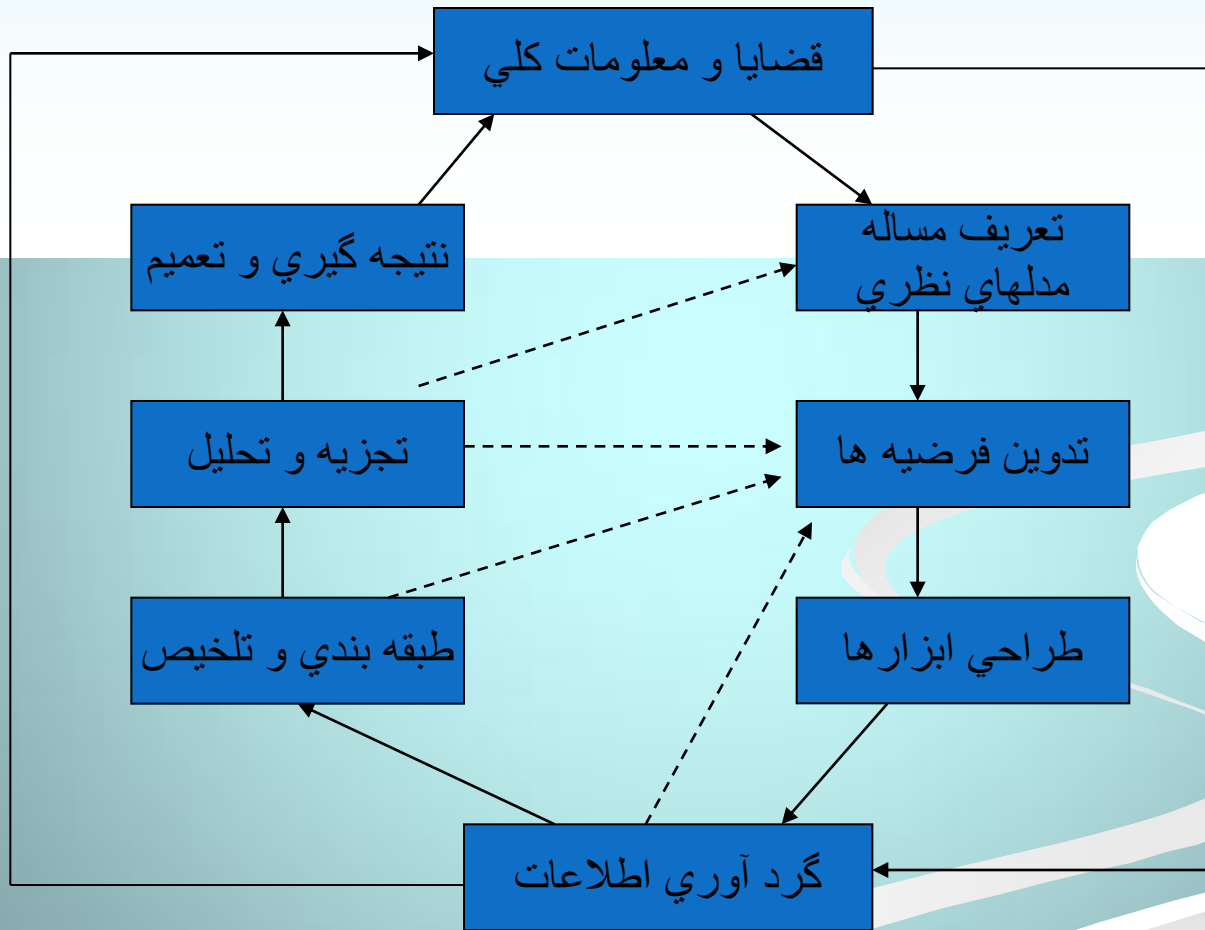 قضايا و معلومات كلي
تعريف مساله
مدلهاي نظري
نتيجه گيري و تعميم
تدوين فرضيه ها
تجزيه و تحليل
طراحي ابزارها
طبقه بندي و تلخيص
گرد آوري اطلاعات